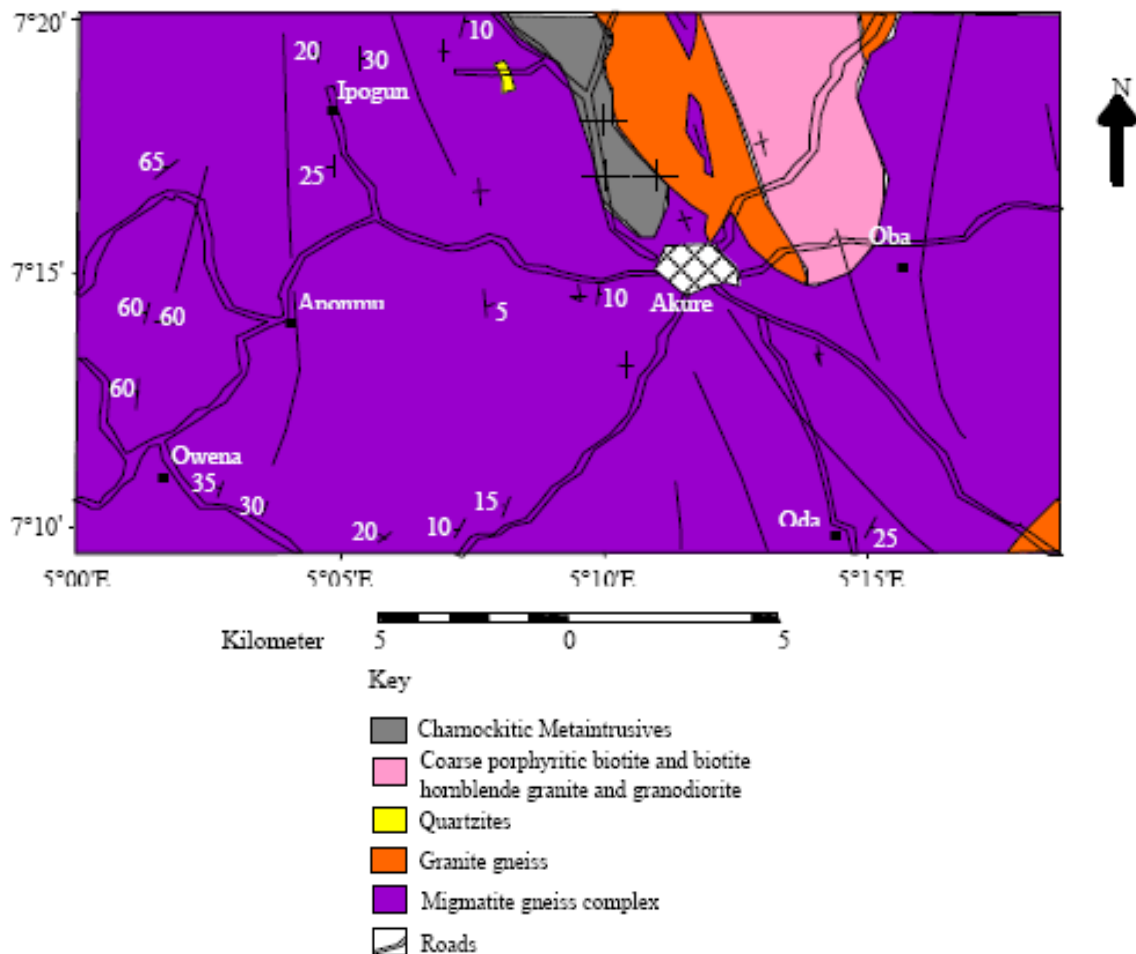 7°20'
10
20
30
N
Ipogun
65
25
Oba
7°15'
Aponmu
60
60
5
10
Akure
60
Owena
35
30
15
20
10
Oda
25
7°10'
5°00'E
5°05'E
5°10'E
5°15'E
Kilometer
5
0
5
Key
Charnockitic Metaintrusives
Coarse porphyritic biotite and biotite
hornblende granite and granodiorite
Quartzites
Granite gneiss
Migmatite gneiss complex
Roads